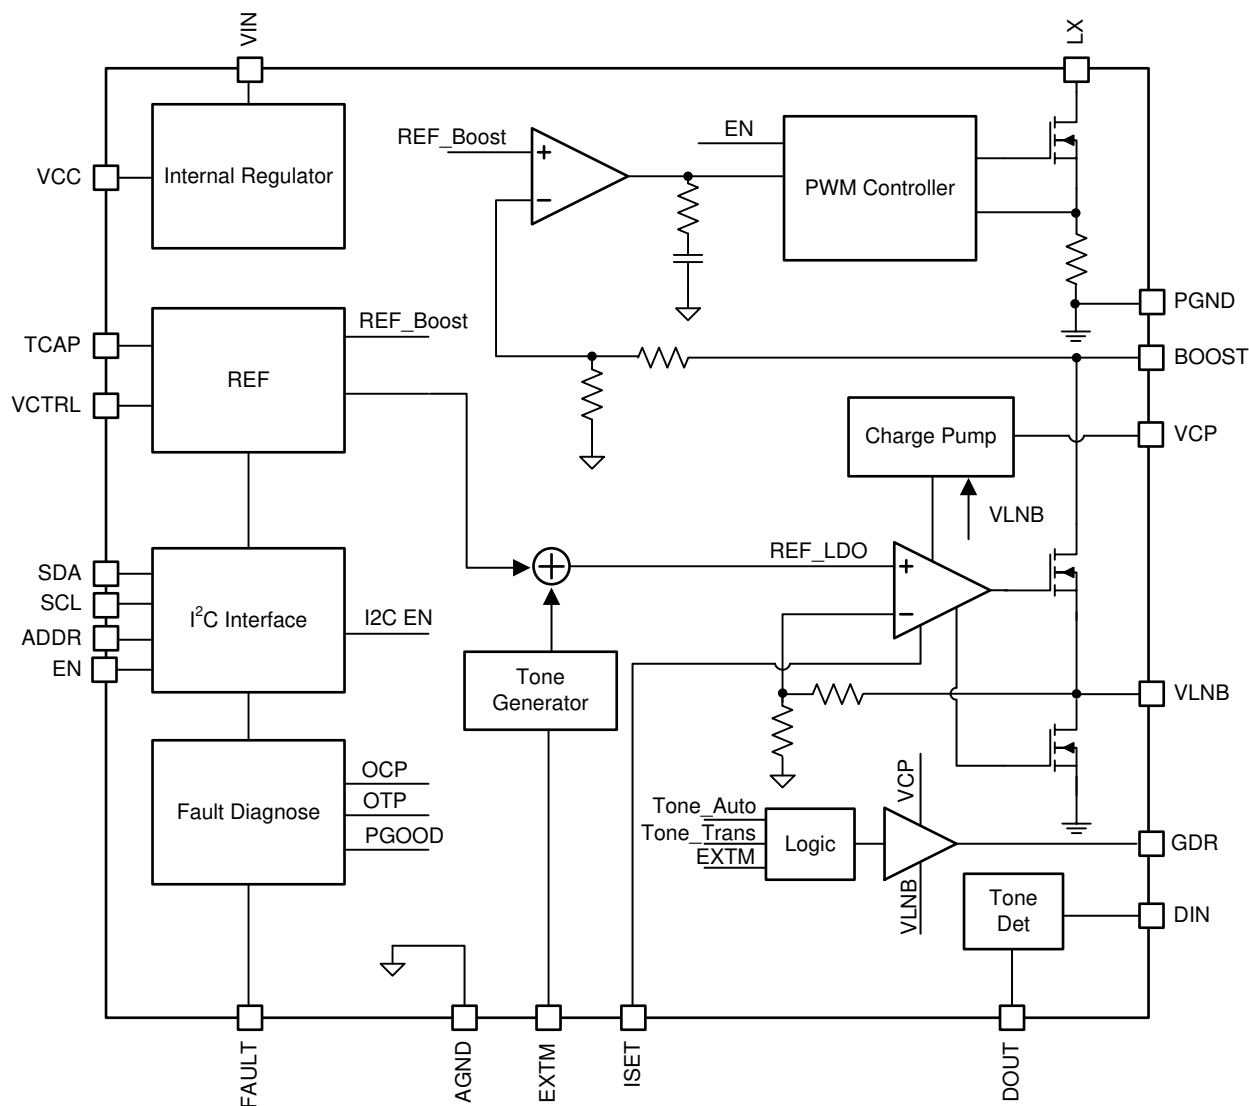 VIN
LX
VCC
Internal Regulator
REF_Boost
+
−
EN
PWM Controller
PGND
BOOST
TCAP
VCTRL
REF
REF_Boost
Charge Pump
VCP
VLNB
SDA
SCL
ADDR
EN
I²C Interface
I2C EN
+
REF_LDO
+
−
Tone
Generator
VLNB
Fault Diagnose
OCP
OTP
PGOOD
Tone_Auto
Tone_Trans
EXTM
Logic
VCP
VLNB
GDR
Tone
Det
DIN
FAULT
AGND
EXTM
ISET
DOUT